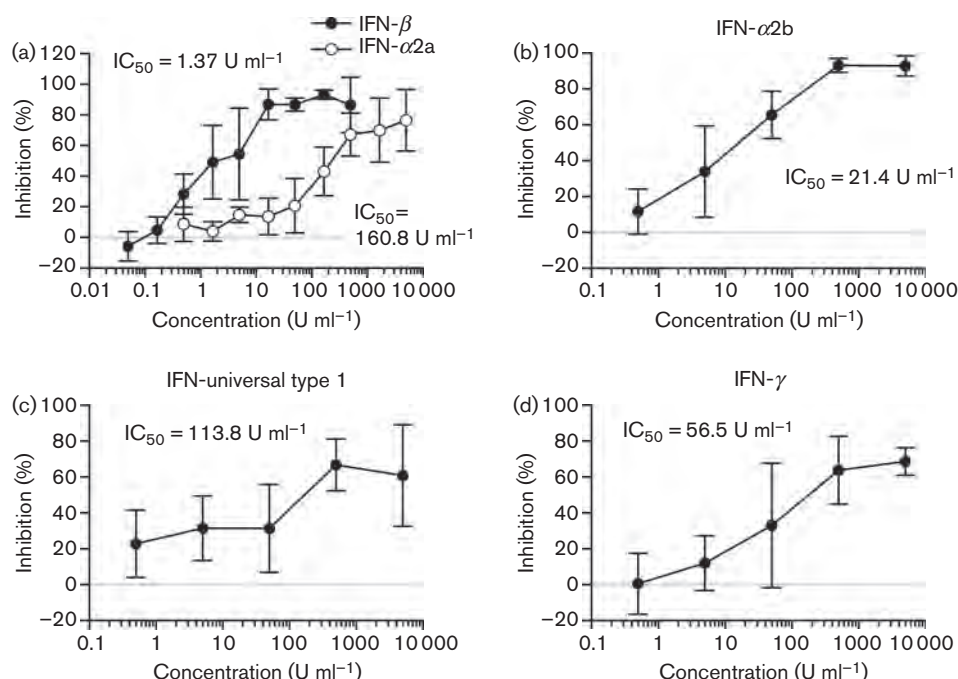 IFN-β
IFN-α2a
(a)
IC50 = 1.37 U ml−1
120
100
80
60
40
20
0
−20
Inhibition (%)
IC50 =
160.8 U ml−1
0.01 0.1 1 10 100 1000 10 000
Concentration (U ml−1)
(b)
IFN-α2b
100
80
60
40
20
0
−20
Inhibition (%)
IC50 = 21.4 U ml−1
0.1 1 10 100 1000 10 000
Concentration (U ml−1)
IFN-universal type 1
(c)
100
80
60
40
20
0
−20
Inhibition (%)
IC50 = 113.8 U ml−1
0.1 1 10 100 1000 10 000
Concentration (U ml−1)
IFN-γ
(d)
100
80
60
40
20
0
−20
Inhibition (%)
IC50 = 56.5 U ml−1
0.1 1 10 100 1000 10 000
Concentration (U ml−1)